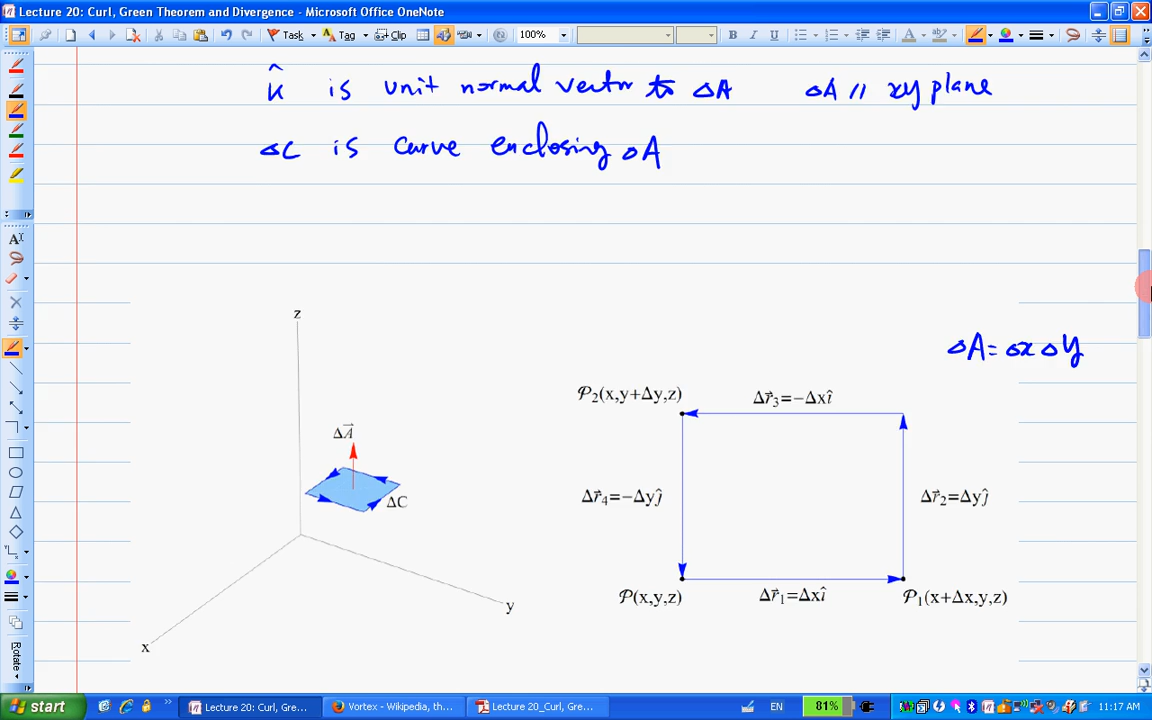 Lecture 20: Curl, Green Theorem and Divergence - Microsoft Office OneNote
Task Tag Clip 100%
k̂ is unit normal vector to ΔA ΔA // xy plane
ΔC is curve enclosing ΔA
z
ΔA = Δx Δy
𝒫₂(x,y+Δy,z)
Δr⃗₃=−Δxî
ΔA⃗
ΔC
Δr⃗₄=−Δyĵ
Δr⃗₂=Δyĵ
𝒫(x,y,z)
Δr⃗₁=Δxî
𝒫₁(x+Δx,y,z)
y
x
Rotate
start
Lecture 20: Curl, Gre...
Vortex - Wikipedia, th...
Lecture 20_Curl, Gre...
EN
81%
11:17 AM